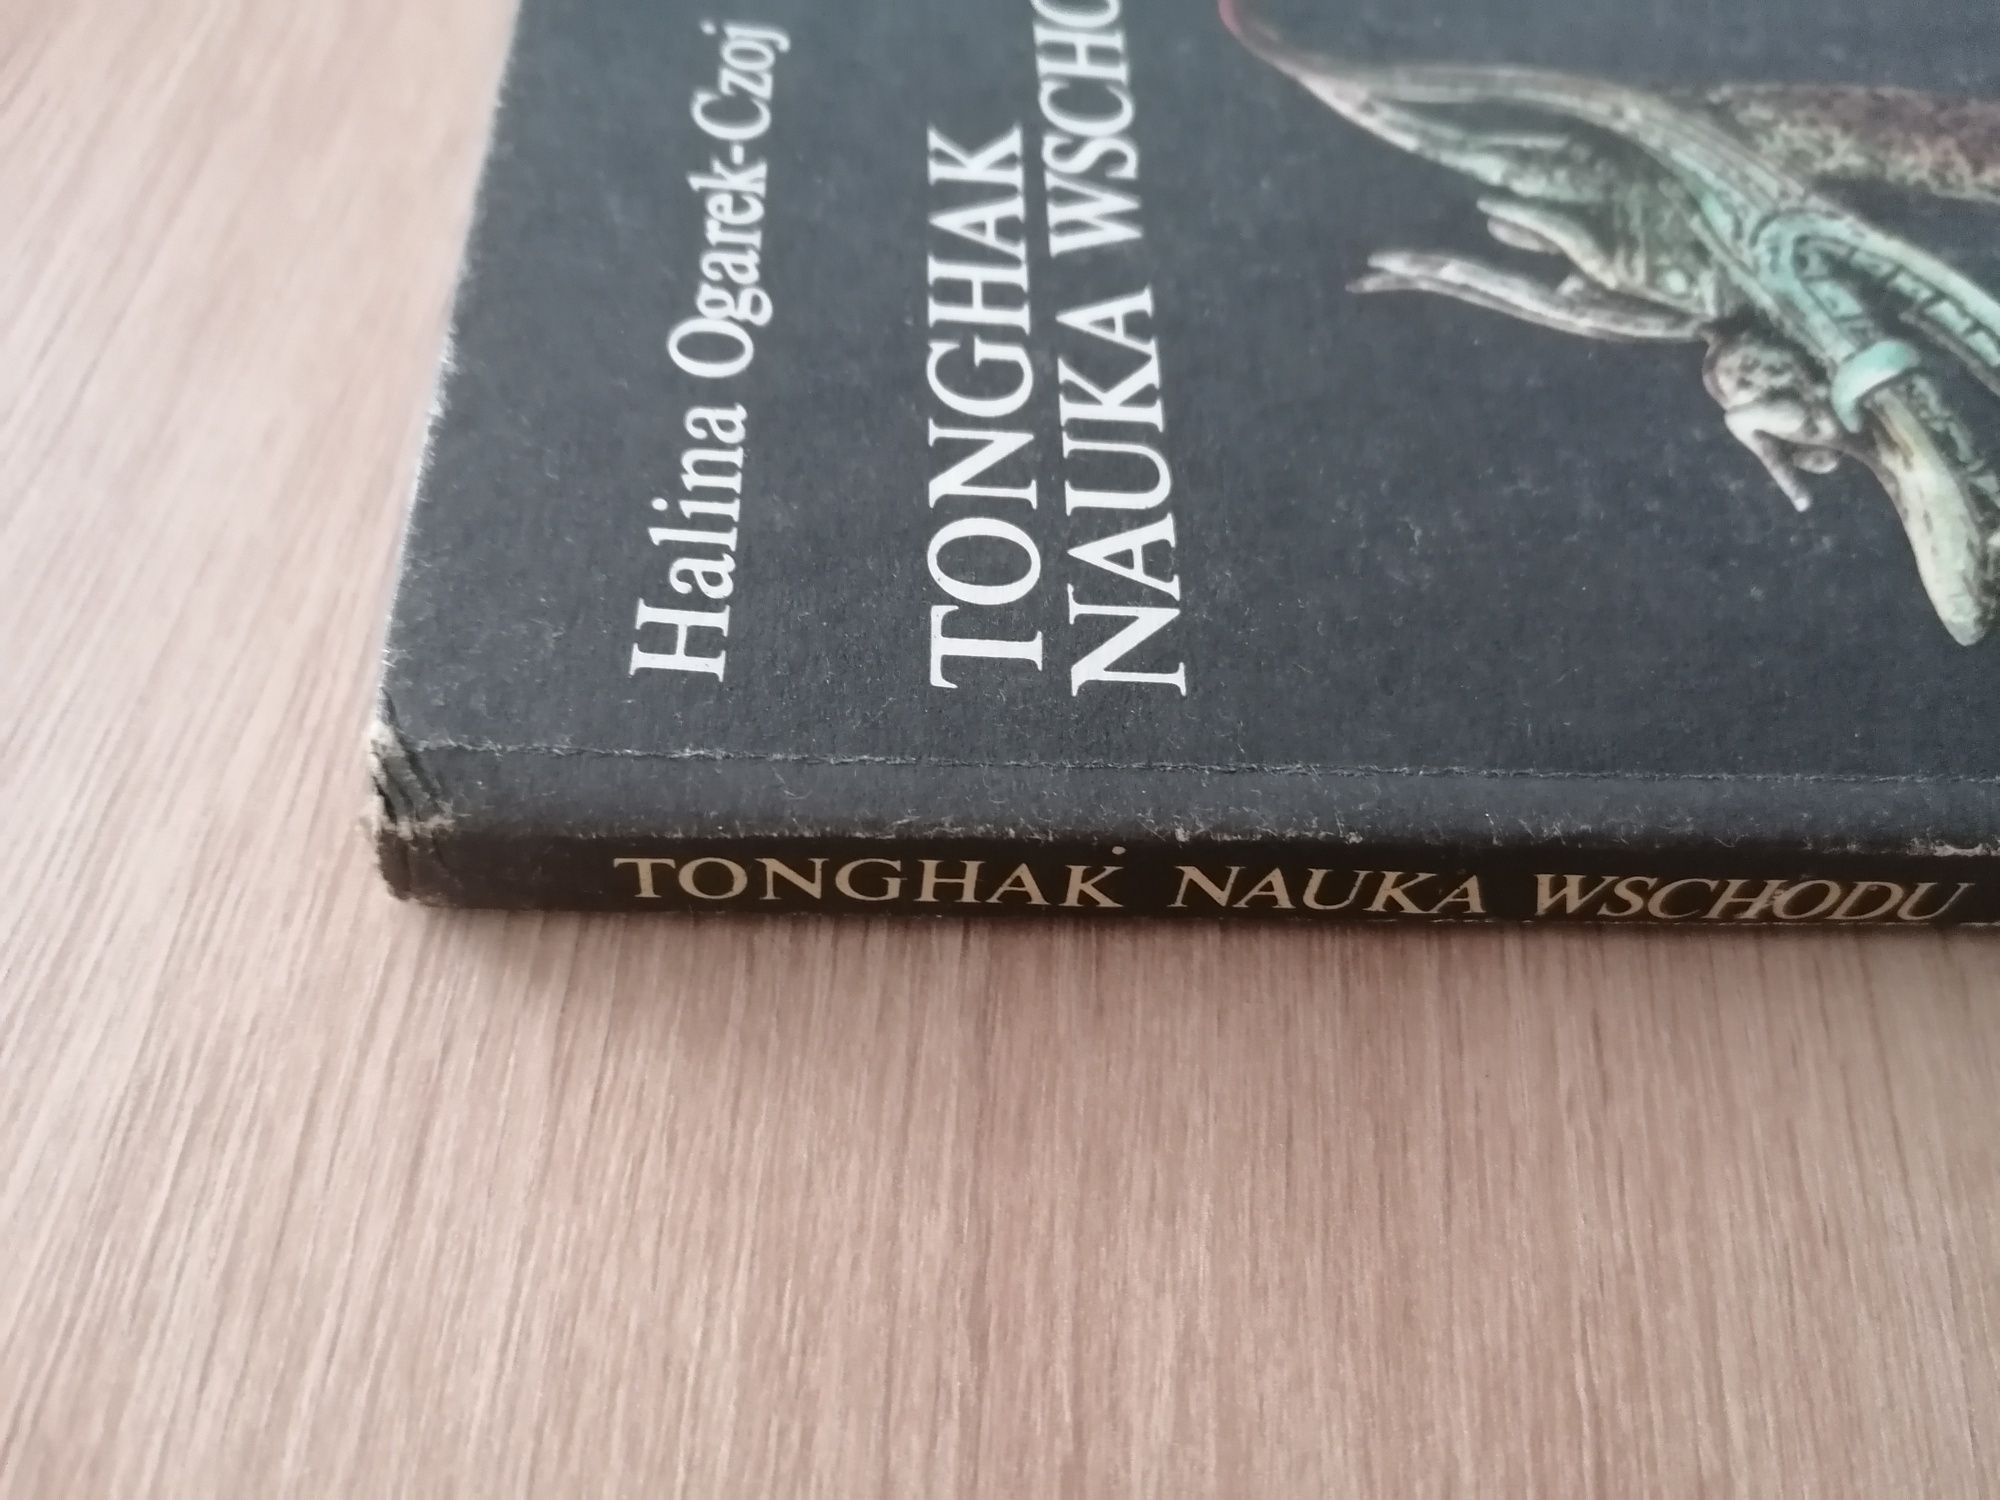 Halina Ogarek-Czoj
TONGHAK
NAUKA WSCHO
TONGHAK NAUKA WSCHODU